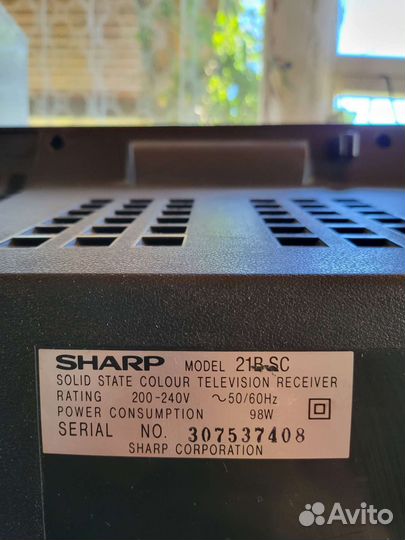 SHARP MODEL 21B-SC
SOLID STATE COLOUR TELEVISION RECEIVER
RATING 200-240V ~50/60Hz
POWER CONSUMPTION 98W
SERIAL NO. 307537408
SHARP CORPORATION
Avito